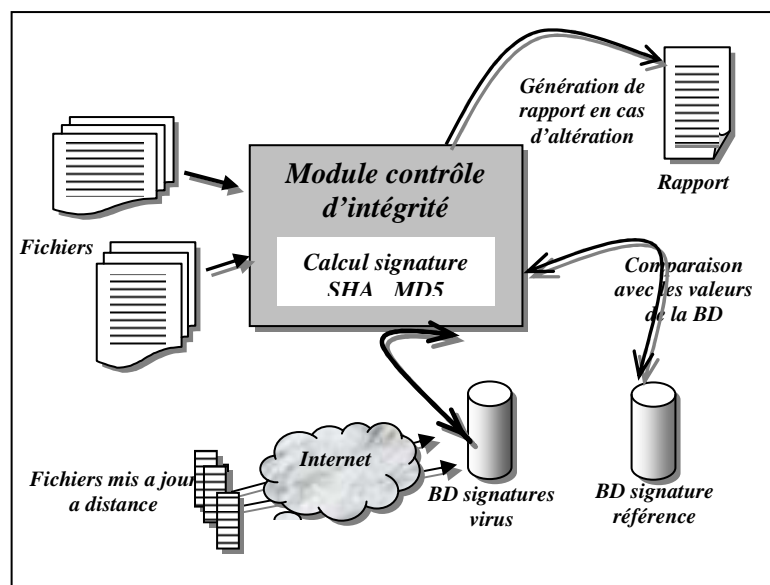 Génération de
rapport en cas
d'altération
Rapport
Module contrôle
d'intégrité
Calcul signature
SHA MD5
Fichiers
Comparaison
avec les valeurs
de la BD
Internet
Fichiers mis a jour
a distance
BD signatures
virus
BD signature
référence